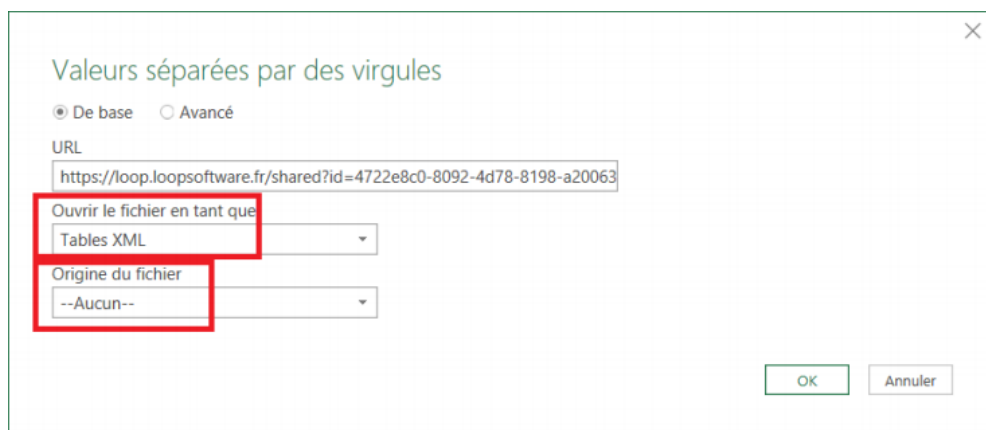 Valeurs séparées par des virgules
De base Avancé
URL
https://loop.loopsoftware.fr/shared?id=4722e8c0-8092-4d78-8198-a20063
Ouvrir le fichier en tant que
Tables XML
Origine du fichier
--Aucun--
OK Annuler